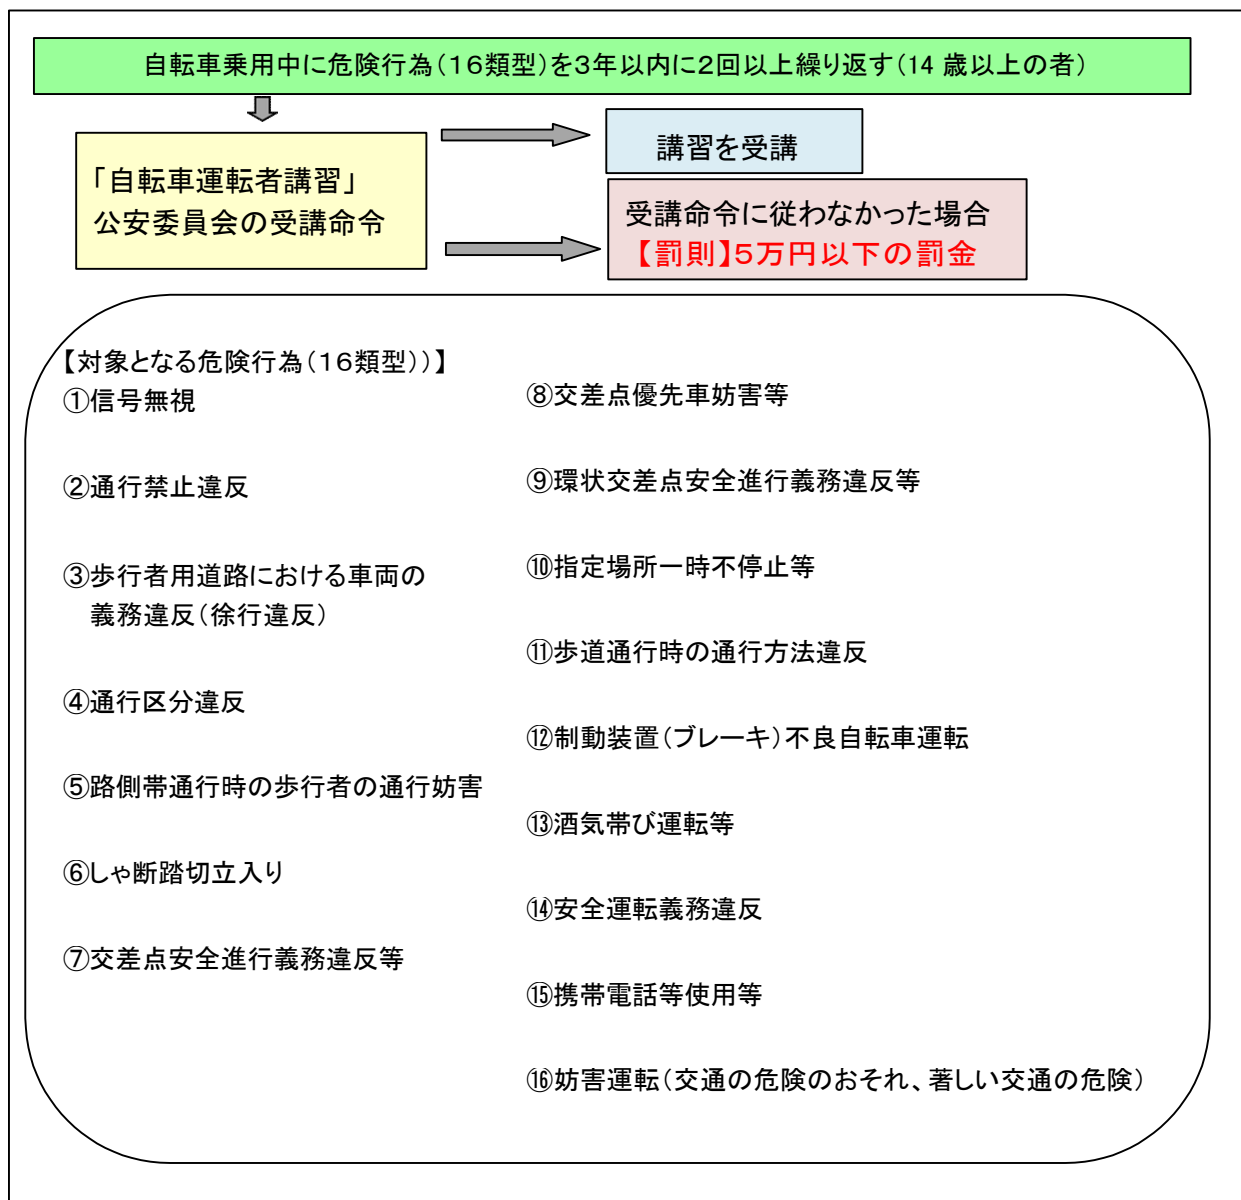 自転車乗用中に危険行為(16類型)を3年以内に2回以上繰り返す(14 歳以上の者)
「自転車運転者講習」
公安委員会の受講命令
講習を受講
受講命令に従わなかった場合
【罰則】5万円以下の罰金
【対象となる危険行為(16類型))】
①信号無視
②通行禁止違反
③歩行者用道路における車両の
義務違反(徐行違反)
④通行区分違反
⑤路側帯通行時の歩行者の通行妨害
⑥しゃ断踏切立入り
⑦交差点安全進行義務違反等
⑧交差点優先車妨害等
⑨環状交差点安全進行義務違反等
⑩指定場所一時不停止等
⑪歩道通行時の通行方法違反
⑫制動装置(ブレーキ)不良自転車運転
⑬酒気帯び運転等
⑭安全運転義務違反
⑮携帯電話等使用等
⑯妨害運転(交通の危険のおそれ、著しい交通の危険)